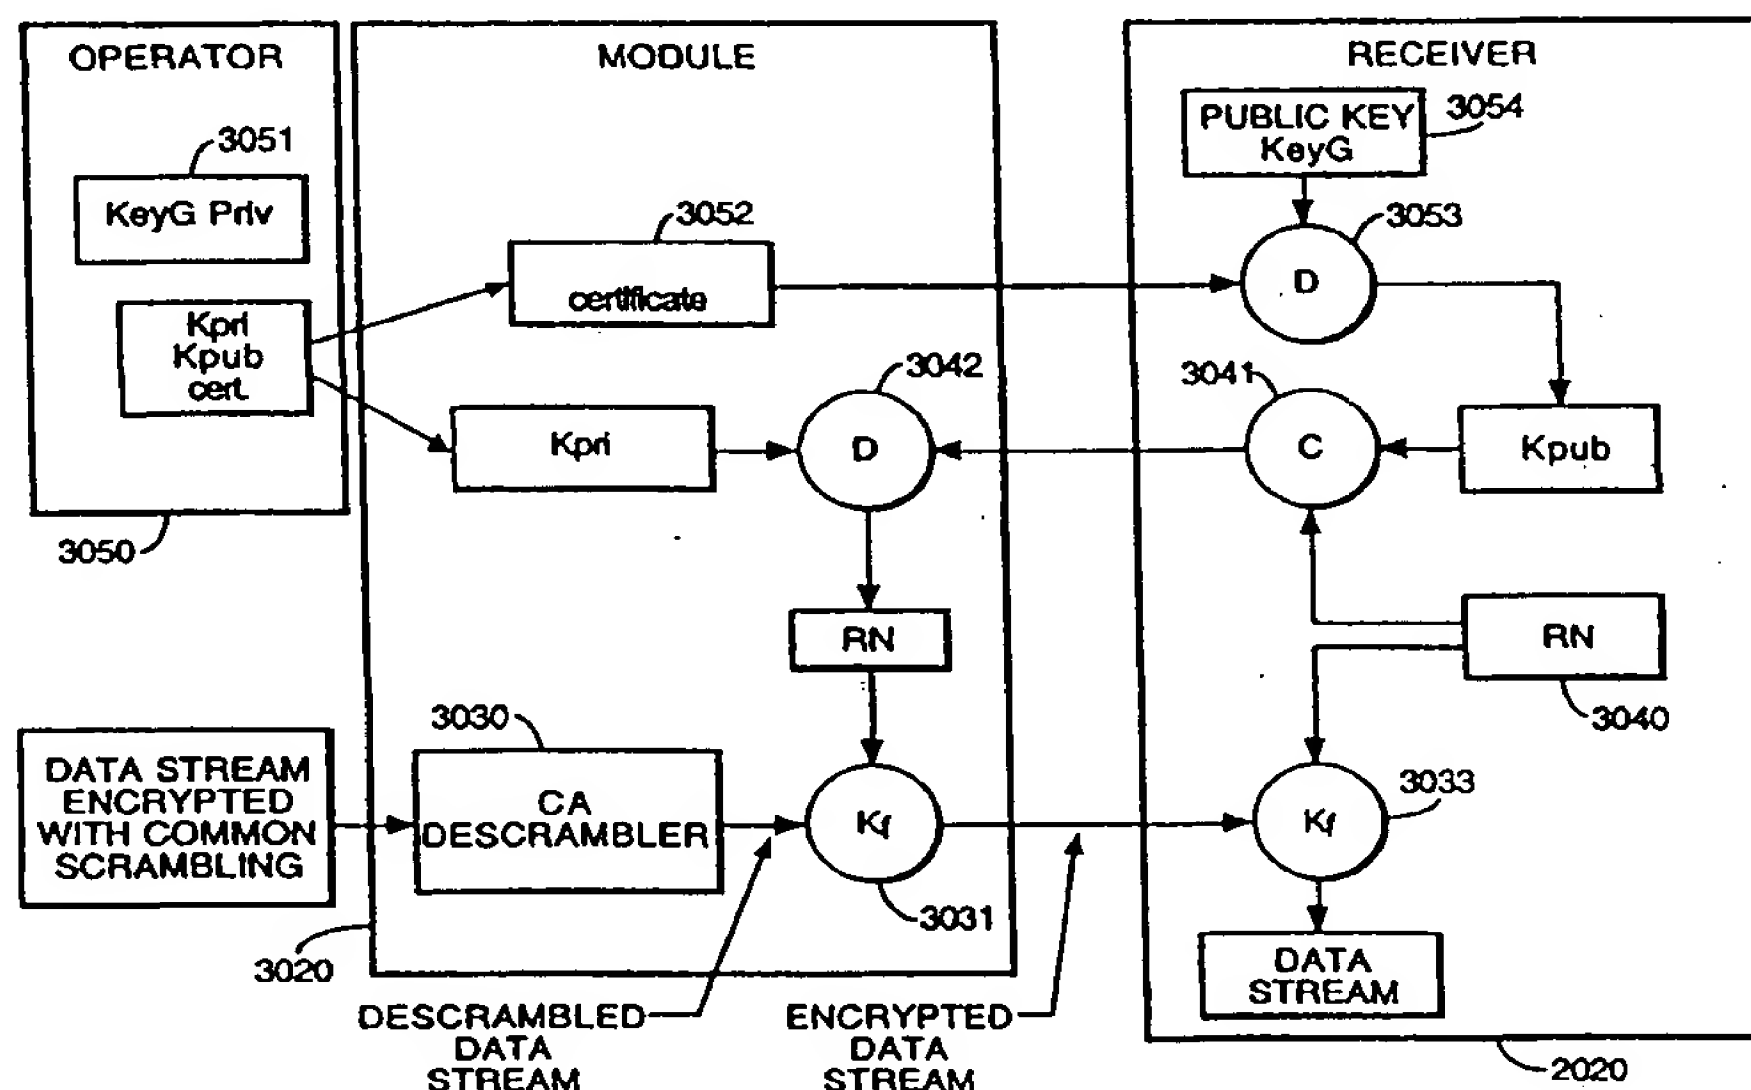 OPERATOR
MODULE
RECEIVER
3051
KeyG Priv
Kpri
Kpub
cert.
3050
3052
certificate
Kpri
3042
D
RN
PUBLIC KEY
KeyG
3054
3053
D
3041
C
Kpub
RN
3040
DATA STREAM
ENCRYPTED
WITH COMMON
SCRAMBLING
3030
CA
DESCRAMBLER
Kf
3031
3020
DESCRAMBLED
DATA
STREAM
ENCRYPTED
DATA
STREAM
Kf
3033
DATA
STREAM
2020